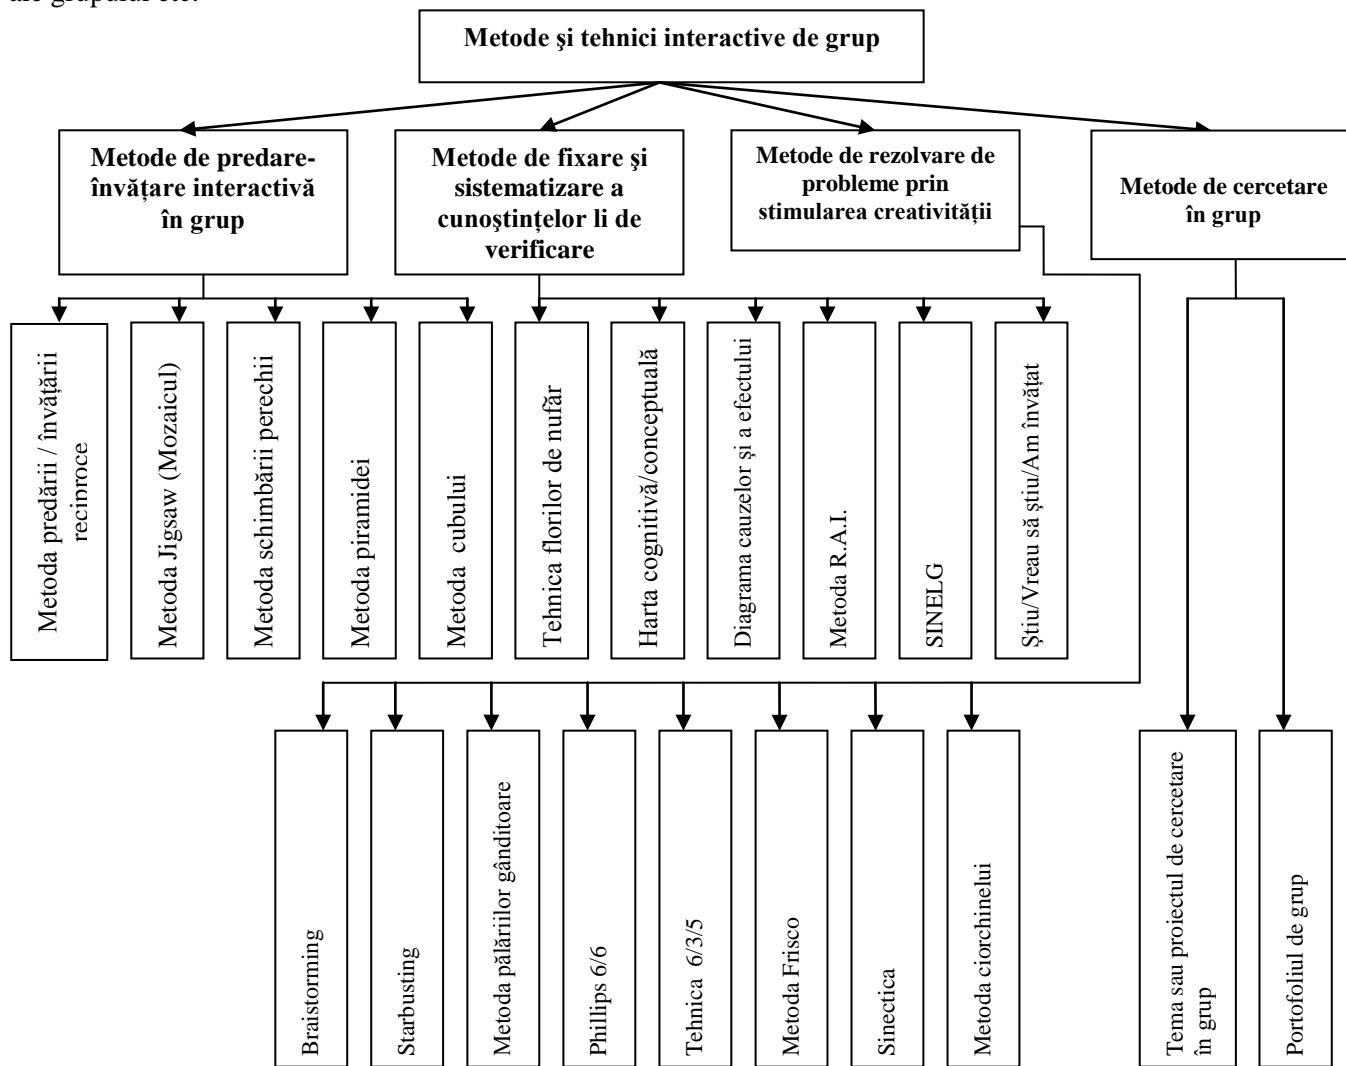 ale grupului etc.
Metode şi tehnici interactive de grup
Metode de predare-
învăţare interactivă
în grup
Metode de fixare şi
sistematizare a
cunoştinţelor li de
verificare
Metode de rezolvare de
probleme prin
stimularea creativităţii
Metode de cercetare
în grup
Metoda predării / învăţării
reciproce
Metoda Jigsaw (Mozaicul)
Metoda schimbării perechii
Metoda piramidei
Metoda cubului
Tehnica florilor de nufăr
Harta cognitivă/conceptuală
Diagrama cauzelor şi a efectului
Metoda R.A.I.
SINELG
Ştiu/Vreau să ştiu/Am învăţat
Braistorming
Starbusting
Metoda pălăriilor gânditoare
Phillips 6/6
Tehnica 6/3/5
Metoda Frisco
Sinectica
Metoda ciorchinelui
Tema sau proiectul de cercetare
în grup
Portofoliul de grup